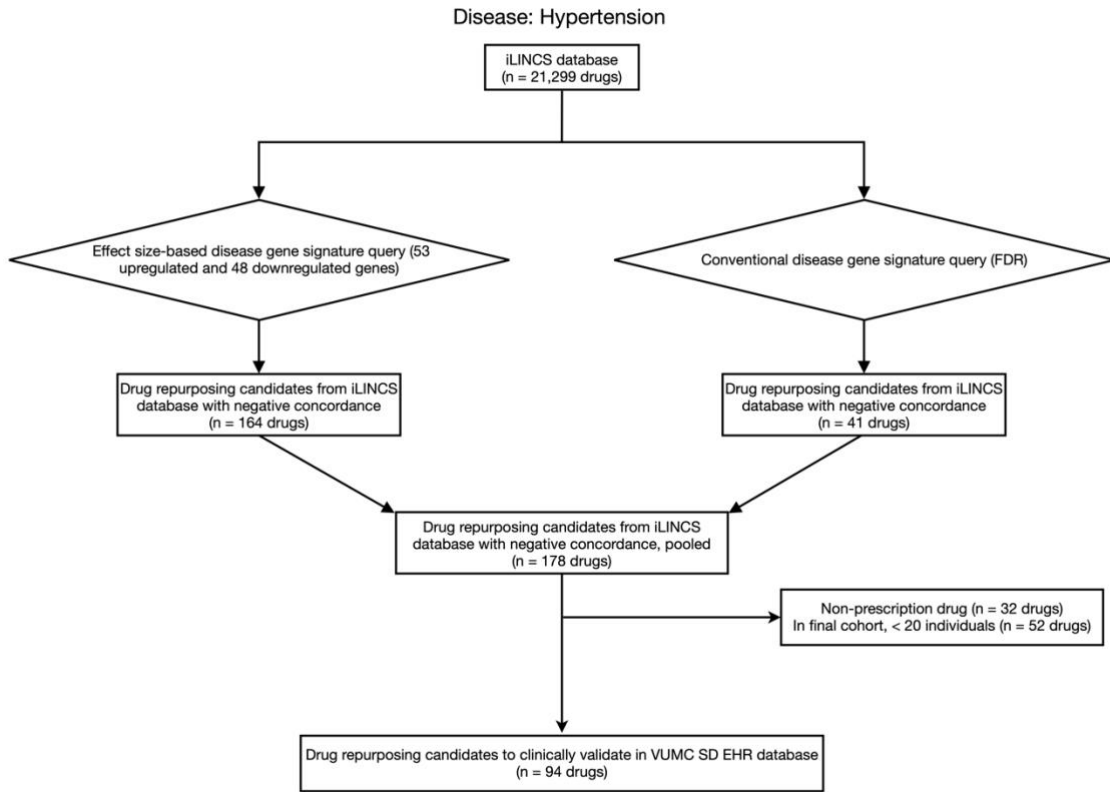 Disease: Hypertension
iLINCS database
(n = 21,299 drugs)
Effect size-based disease gene signature query (53
upregulated and 48 downregulated genes)
Conventional disease gene signature query (FDR)
Drug repurposing candidates from iLINCS
database with negative concordance
(n = 164 drugs)
Drug repurposing candidates from iLINCS
database with negative concordance
(n = 41 drugs)
Drug repurposing candidates from iLINCS
database with negative concordance, pooled
(n = 178 drugs)
Non-prescription drug (n = 32 drugs)
In final cohort, < 20 individuals (n = 52 drugs)
Drug repurposing candidates to clinically validate in VUMC SD EHR database
(n = 94 drugs)